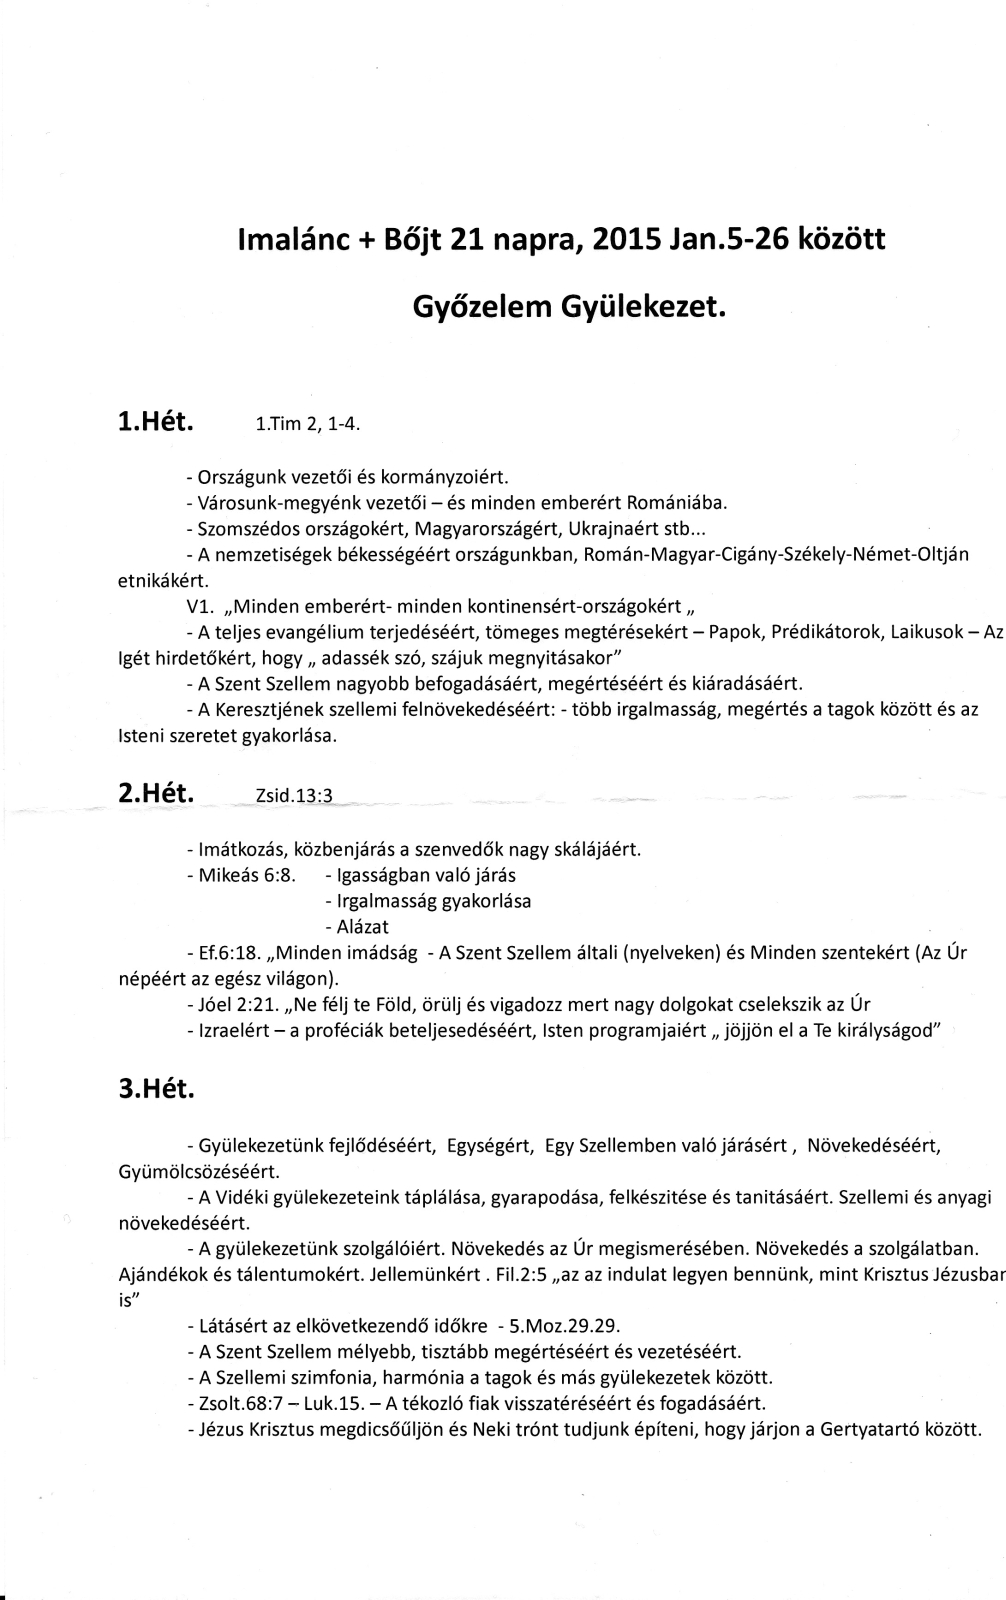 Imalánc + Bőjt 21 napra, 2015 Jan.5-26 között
Győzelem Gyülekezet.
1.Hét. 1.Tim 2, 1-4.
- Országunk vezetői és kormányzoiért.
- Városunk-megyénk vezetői – és minden emberért Romániába.
- Szomszédos országokért, Magyarországért, Ukrajnaért stb...
- A nemzetiségek békességéért országunkban, Román-Magyar-Cigány-Székely-Német-Oltján
etnikákért.
V1. „Minden emberért- minden kontinensért-országokért „
- A teljes evangélium terjedéséért, tömeges megtérésekért – Papok, Prédikátorok, Laikusok – Az
Igét hirdetőkért, hogy „ adassék szó, szájuk megnyitásakor”
- A Szent Szellem nagyobb befogadásáért, megértéséért és kiáradásáért.
- A Keresztjének szellemi felnövekedéséért: - több irgalmasság, megértés a tagok között és az
Isteni szeretet gyakorlása.
2.Hét. Zsid.13:3
- Imátkozás, közbenjárás a szenvedők nagy skálájáért.
- Mikeás 6:8. - Igasságban való járás
- Irgalmasság gyakorlása
- Alázat
- Ef.6:18. „Minden imádság - A Szent Szellem általi (nyelveken) és Minden szentekért (Az Úr
népéért az egész világon).
- Jóel 2:21. „Ne félj te Föld, örülj és vigadozz mert nagy dolgokat cselekszik az Úr
- Izraelért – a proféciák beteljesedéséért, Isten programjaiért „ jöjjön el a Te királyságod”
3.Hét.
- Gyülekezetünk fejlődéséért, Egységért, Egy Szellemben való járásért , Növekedéséért,
Gyümölcsözéséért.
- A Vidéki gyülekezeteink táplálása, gyarapodása, felkészitése és tanitásáért. Szellemi és anyagi
növekedéséért.
- A gyülekezetünk szolgálóiért. Növekedés az Úr megismerésében. Növekedés a szolgálatban.
Ajándékok és tálentumokért. Jellemünkért . Fil.2:5 „az az indulat legyen bennünk, mint Krisztus Jézusban
is”
- Látásért az elkövetkezendő időkre - 5.Moz.29.29.
- A Szent Szellem mélyebb, tisztább megértéséért és vezetéséért.
- A Szellemi szimfonia, harmónia a tagok és más gyülekezetek között.
- Zsolt.68:7 – Luk.15. – A tékozló fiak visszatéréséért és fogadásáért.
- Jézus Krisztus megdicsőűljön és Neki trónt tudjunk építeni, hogy járjon a Gertyatartó között.